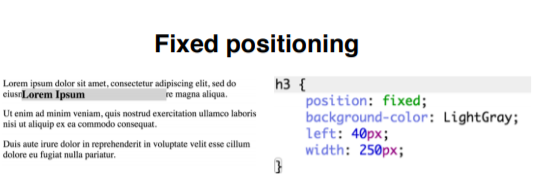 Fixed positioning
Lorem ipsum dolor sit amet, consectetur adipiscing elit, sed do
eiusm Lorem Ipsum re magna aliqua.
Ut enim ad minim veniam, quis nostrud exercitation ullamco laboris
nisi ut aliquip ex ea commodo consequat.
Duis aute irure dolor in reprehenderit in voluptate velit esse cillum
dolore eu fugiat nulla pariatur.
h3 {
position: fixed;
background-color: LightGray;
left: 40px;
width: 250px;
}